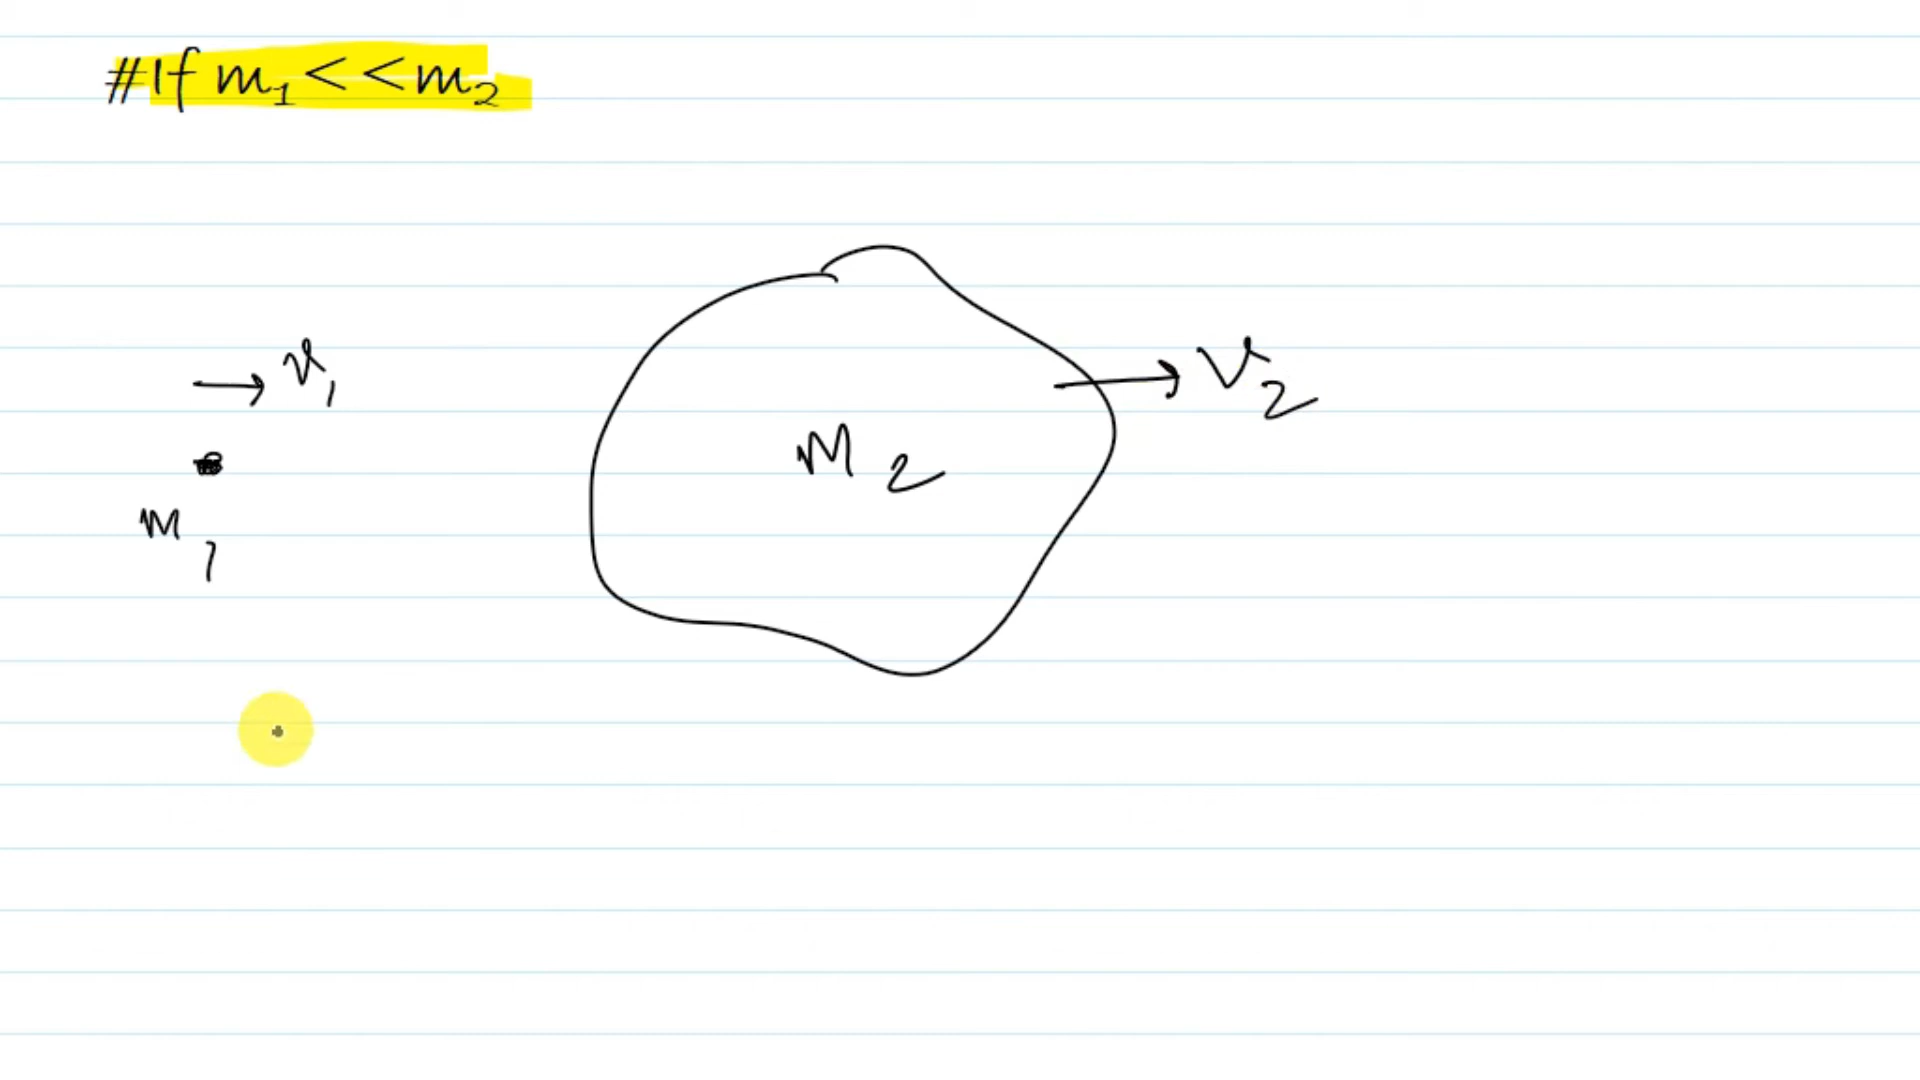 #If m₁ < <m₂
v₁
V₂
M₂
m₁